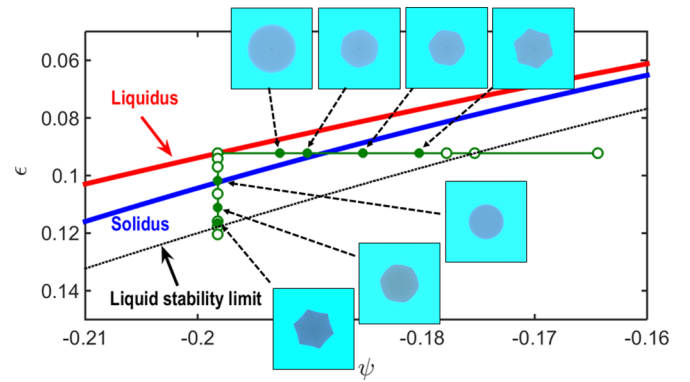 0.06
Liquidus
0.08
ϵ
0.1
Solidus
0.12
Liquid stability limit
0.14
-0.21
-0.2
-0.19
-0.18
-0.17
-0.16
ψ